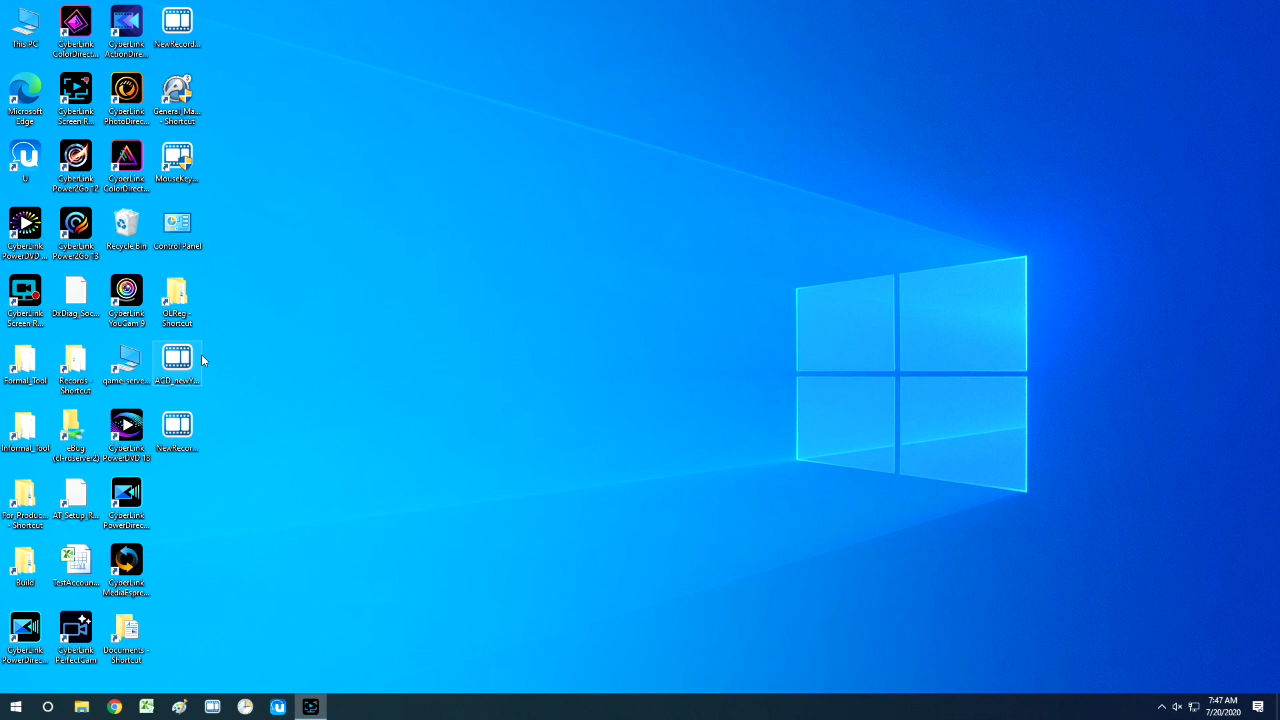 This PC
CyberLink
ColorDirect...
CyberLink
ActionDire...
NewRecord...
Microsoft
Edge
CyberLink
Screen R...
CyberLink
PhotoDirec...
General_Ma...
- Shortcut
U
CyberLink
Power2Go 12
CyberLink
ColorDirect...
MouseKey...
CyberLink
PowerDVD ...
CyberLink
Power2Go 13
Recycle Bin
Control Panel
CyberLink
Screen R...
DxDiag_Soc...
CyberLink
YouCam 9
OLReg -
Shortcut
Formal_Tool
Records -
Shortcut
game-serve...
ACD_newY...
Informal_Tool
eBug
(cl-rdserver2)
CyberLink
PowerDVD 18
NewRecor...
For_Produc...
- Shortcut
AT_Setup_R...
CyberLink
PowerDirec...
Build
TestAccoun...
CyberLink
MediaEspre...
CyberLink
PowerDirec...
CyberLink
PerfectCam
Documents -
Shortcut
7:47 AM
7/20/2020